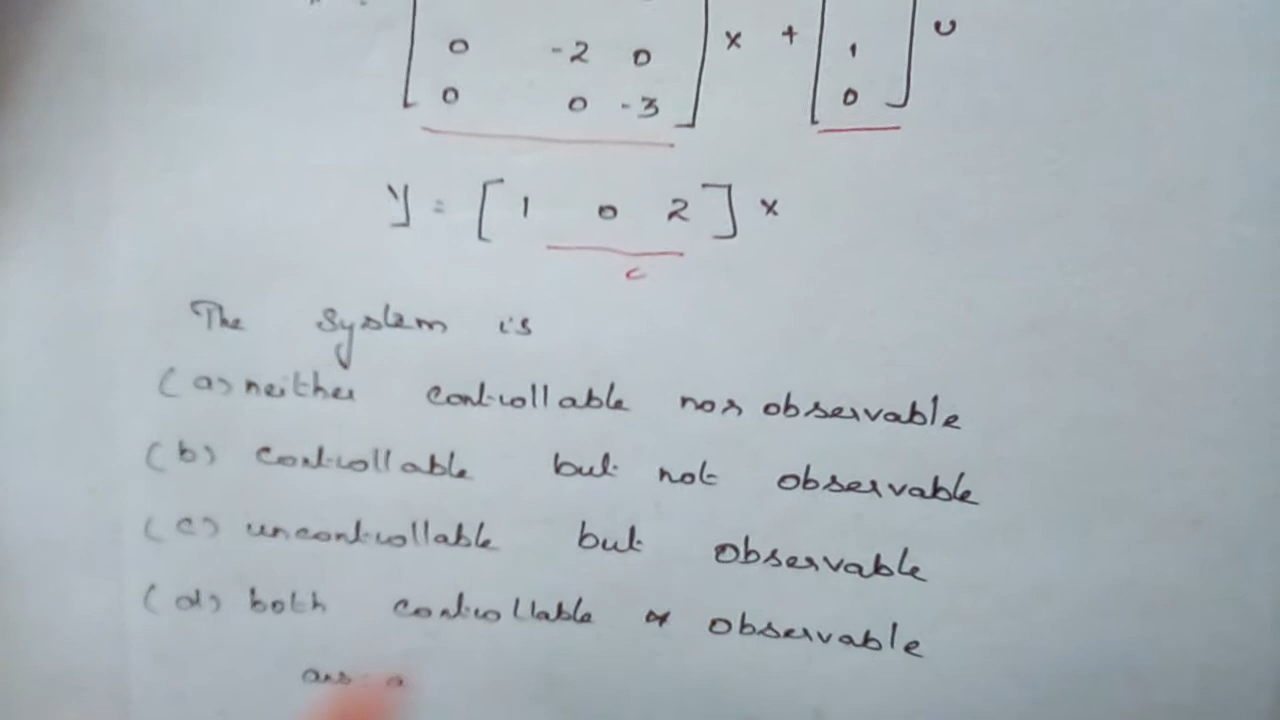 0 -2 0 x + 1 U
0 0 -3 0
y = [ 1 0 2 ] x
c
The system is
(a) neither controllable nor observable
(b) controllable but not observable
(c) uncontrollable but observable
(d) both controllable & observable
ans - a